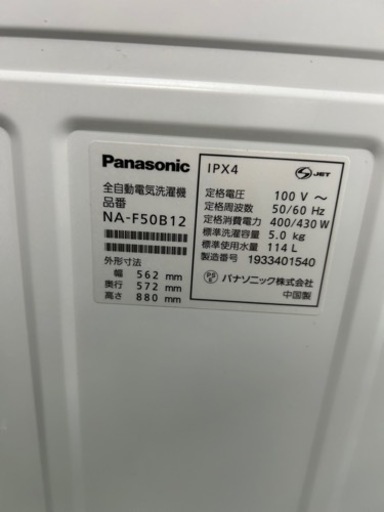 Panasonic
全自動電気洗濯機
品番
NA-F50B12
外形寸法
幅 562 mm
奥行 572 mm
高さ 880 mm
IPX4
S JET
定格電圧 100 V ～
定格周波数 50/60 Hz
定格消費電力 400/430 W
標準洗濯容量 5.0 kg
標準使用水量 114 L
製造番号 1933401540
PS E パナソニック株式会社
中国製